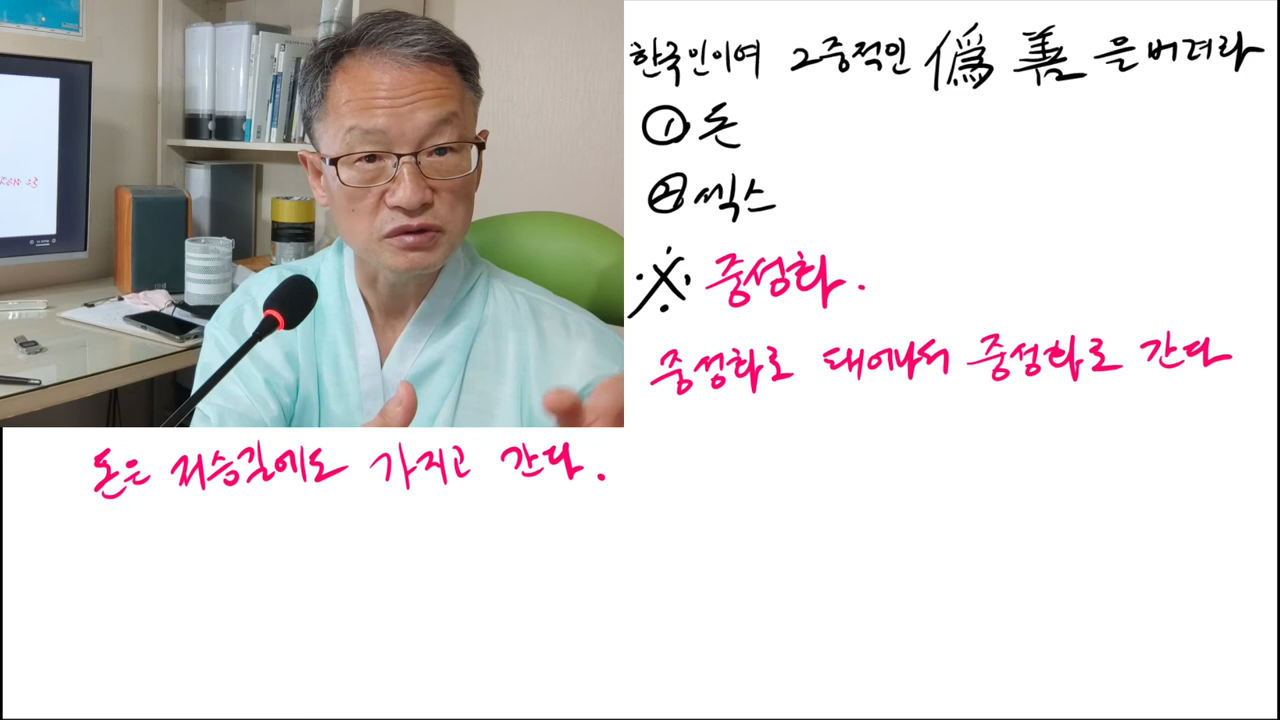 한국인이여 2중적인 僞善을버려라
① 돈
② 섹스
※ 중성화.
중성화로 태어나서 중성화로 간다
돈은 저승길에도 가지고 간다.